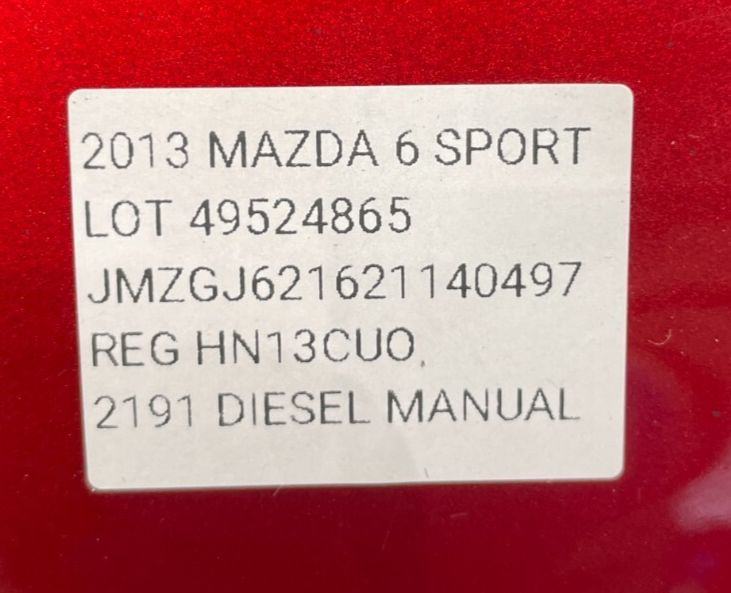 2013 MAZDA 6 SPORT
LOT 49524865
JMZGJ621621140497
REG HN13CUO.
2191 DIESEL MANUAL